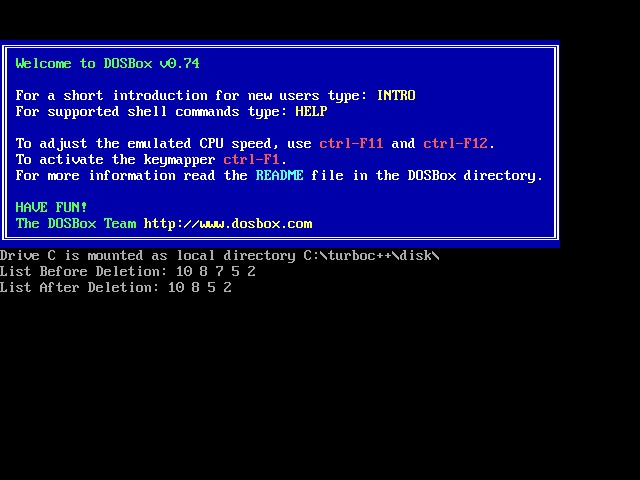 Welcome to DOSBox v0.74
For a short introduction for new users type: INTRO
For supported shell commands type: HELP
To adjust the emulated CPU speed, use ctrl-F11 and ctrl-F12.
To activate the keymapper ctrl-F1.
For more information read the README file in the DOSBox directory.
HAVE FUN!
The DOSBox Team http://www.dosbox.com
Drive C is mounted as local directory C:\turboc++\disk\
List Before Deletion: 10 8 7 5 2
List After Deletion: 10 8 5 2